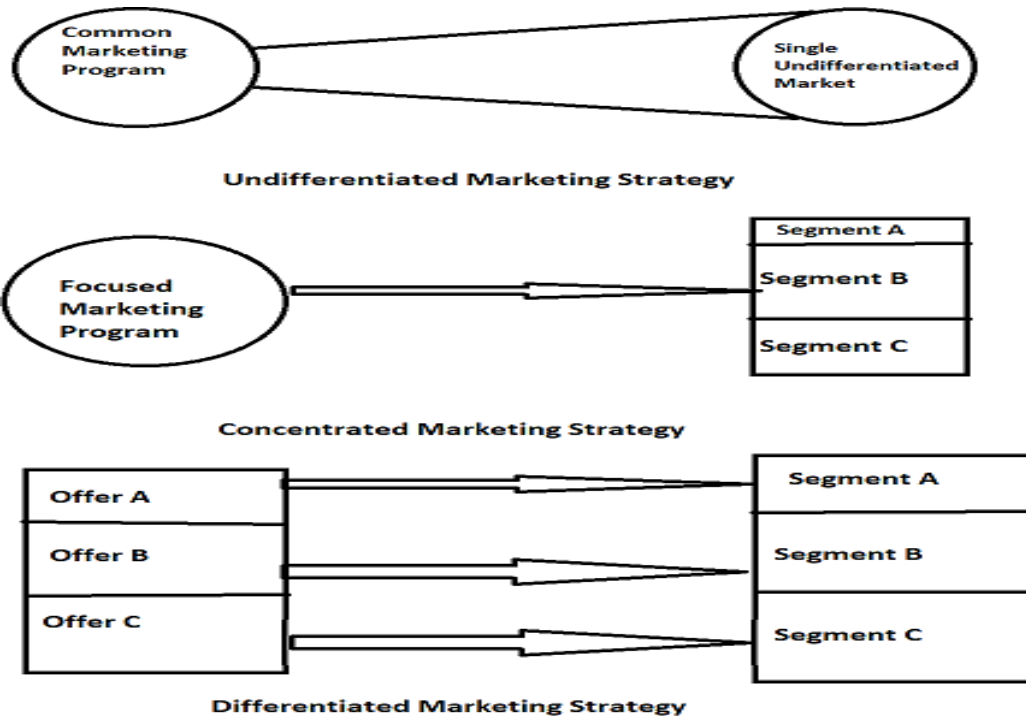 Common
Marketing
Program
Single
Undifferentiated
Market
Undifferentiated Marketing Strategy
Focused
Marketing
Program
Segment A
Segment B
Segment C
Concentrated Marketing Strategy
Offer A
Offer B
Offer C
Segment A
Segment B
Segment C
Differentiated Marketing Strategy